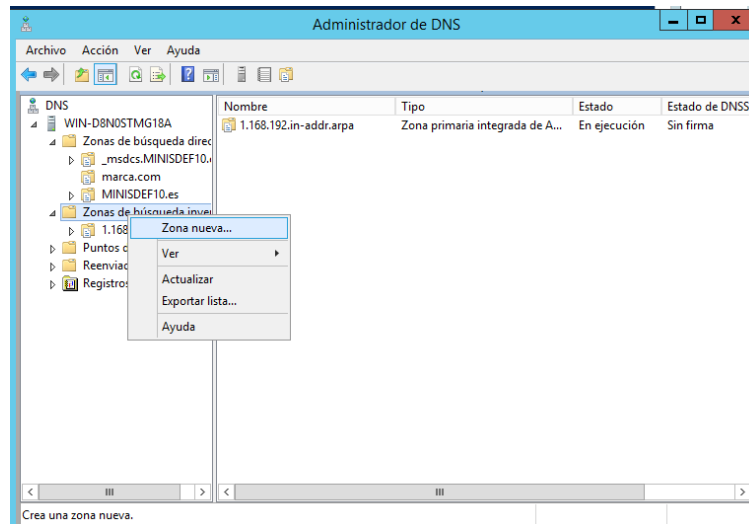 Administrador de DNS
Archivo Acción Ver Ayuda
DNS
WIN-D8N0STMG18A
Zonas de búsqueda direc
_msdcs.MINISDEF10.
marca.com
MINISDEF10.es
Zonas de búsqueda inver
1.168
Puntos c
Reenviac
Registros
Nombre Tipo Estado Estado de DNSS
1.168.192.in-addr.arpa Zona primaria integrada de A... En ejecución Sin firma
Zona nueva...
Ver
Actualizar
Exportar lista...
Ayuda
Crea una zona nueva.